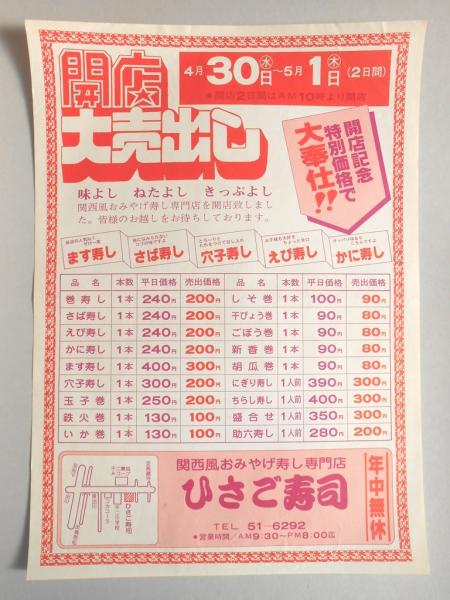 開店
大売出し
4月30日㊌〜5月1日㊍(2日間)
●開店2日間はAM10時より開店
開店記念
特別価格で
大奉仕!!
味よし ねたよし きっぷよし
関西風おみやげ寿し専門店を開店致しまし
た。皆様のお越しをお待ちしております。
ます寿し
さば寿し
穴子寿し
えび寿し
かに寿し
品名 本数 平日価格 売出価格 品名 本数 平日価格 売出価格
巻寿し 1本 240円 200円 しそ巻 1本 100円 90円
さば寿し 1本 240円 200円 干ぴょう巻 1本 90円 80円
えび寿し 1本 240円 200円 ごぼう巻 1本 90円 80円
かに寿し 1本 240円 200円 新香巻 1本 90円 80円
ます寿し 1本 400円 300円 胡瓜巻 1本 90円 80円
穴子寿し 1本 300円 200円 にぎり寿し 1人前 390円 300円
玉子巻 1本 250円 200円 ちらし寿し 1人前 400円 300円
鉄火巻 1本 130円 100円 盛合せ 1人前 350円 300円
いか巻 1本 130円 100円 助六寿し 1人前 280円 200円
関西風おみやげ寿し専門店
ひさご寿司
TEL 51-6292
●営業時間/AM9:30〜PM8:00迄
年中無休
ひさご寿司